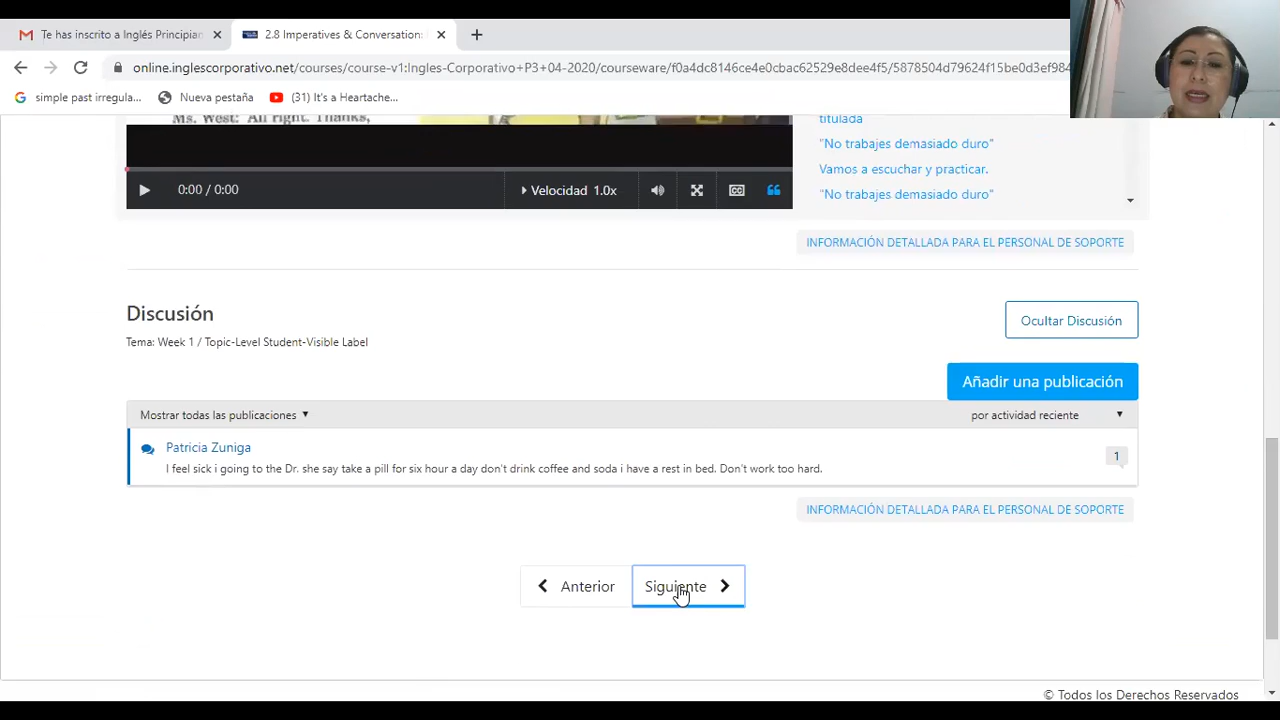 Te has inscrito a Inglés Principian
2.8 Imperatives & Conversation:
online.inglescorporativo.net/courses/course-v1:Ingles-Corporativo+P3+04-2020/courseware/f0a4dc8146ce4e0cbac62529e8dee4f5/5878504d79624f15be0d3ef984
simple past irregula...
Nueva pestaña
(31) It's a Heartache...
Ms. West: All right. Thanks,
titulada
"No trabajes demasiado duro"
Vamos a escuchar y practicar.
"No trabajes demasiado duro"
0:00 / 0:00
Velocidad 1.0x
INFORMACIÓN DETALLADA PARA EL PERSONAL DE SOPORTE
Discusión
Ocultar Discusión
Tema: Week 1 / Topic-Level Student-Visible Label
Añadir una publicación
Mostrar todas las publicaciones
por actividad reciente
Patricia Zuniga
I feel sick i going to the Dr. she say take a pill for six hour a day don't drink coffee and soda i have a rest in bed. Don't work too hard.
1
INFORMACIÓN DETALLADA PARA EL PERSONAL DE SOPORTE
Anterior
Siguiente
© Todos los Derechos Reservados